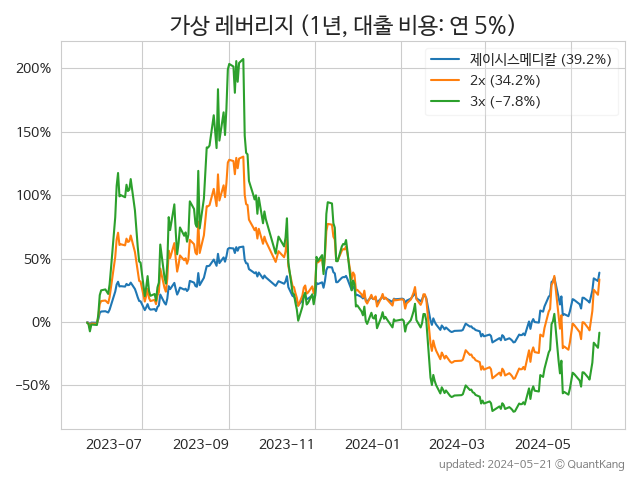 가상 레버리지 (1년, 대출 비용: 연 5%)
제이시스메디칼 (39.2%)
2x (34.2%)
3x (−7.8%)
200%
150%
100%
50%
0%
−50%
2023-07 2023-09 2023-11 2024-01 2024-03 2024-05
updated: 2024-05-21 © QuantKang